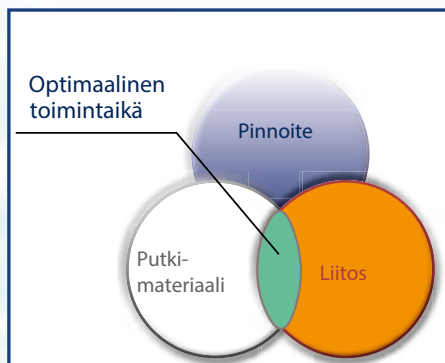 Optimaalinen
toimintaikä
Pinnoite
Putki-
materiaali
Liitos